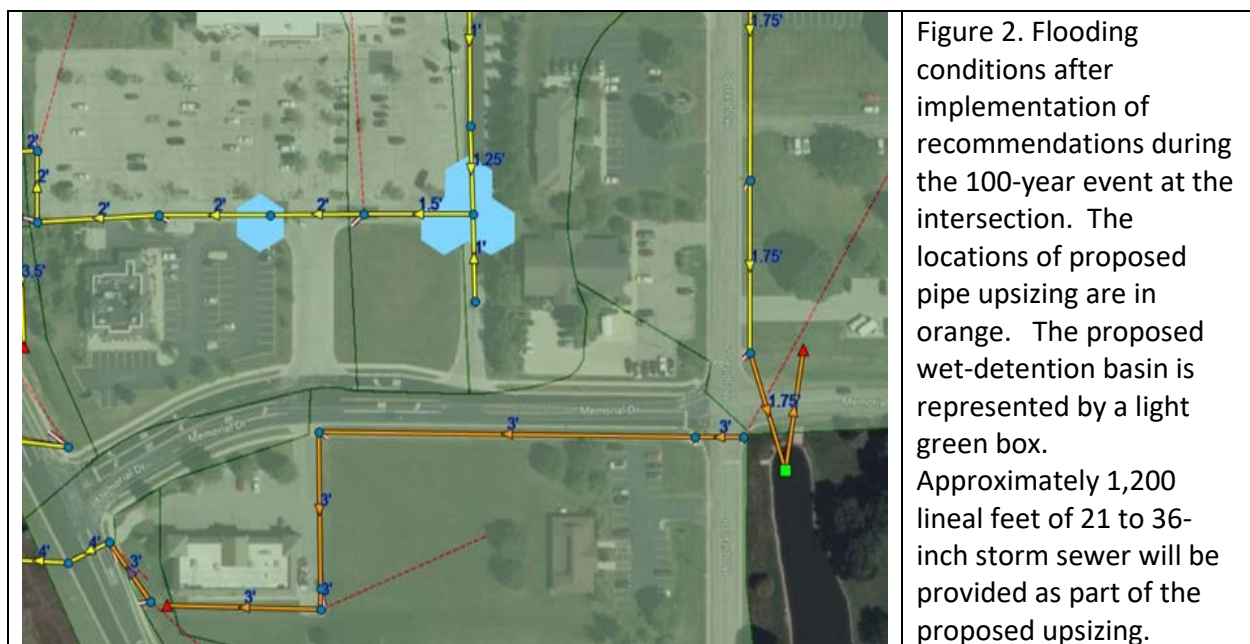 1'
1.75'
2'
2'
1.25'
2'
2'
2'
1.5'
1'
3.5'
1.75'
1.75'
Memorial Dr
Memorial Dr
3'
3'
Memorial Dr
3'
4'
4'
3'
3'
3'
Figure 2. Flooding
conditions after
implementation of
recommendations during
the 100-year event at the
intersection. The
locations of proposed
pipe upsizing are in
orange. The proposed
wet-detention basin is
represented by a light
green box.
Approximately 1,200
lineal feet of 21 to 36-
inch storm sewer will be
provided as part of the
proposed upsizing.